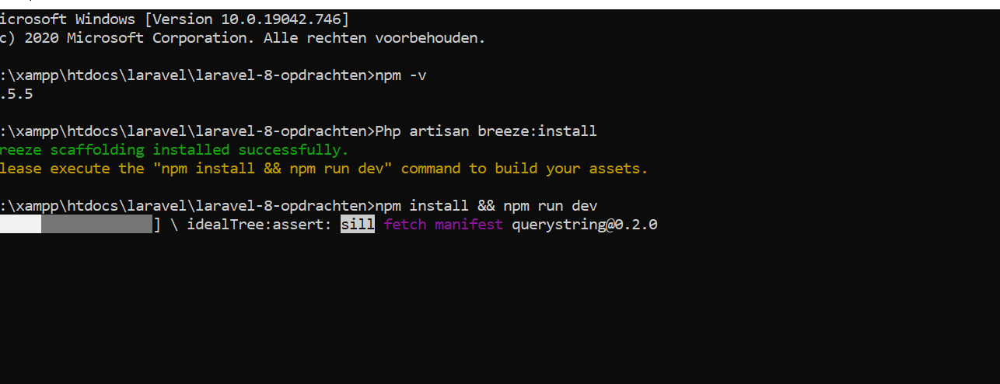 icrosoft Windows [Version 10.0.19042.746]
c) 2020 Microsoft Corporation. Alle rechten voorbehouden.
:\xampp\htdocs\laravel\laravel-8-opdrachten>npm -v
.5.5
:\xampp\htdocs\laravel\laravel-8-opdrachten>Php artisan breeze:install
reeze scaffolding installed successfully.
lease execute the "npm install && npm run dev" command to build your assets.
:\xampp\htdocs\laravel\laravel-8-opdrachten>npm install && npm run dev
] \ idealTree:assert: sill fetch manifest querystring@0.2.0